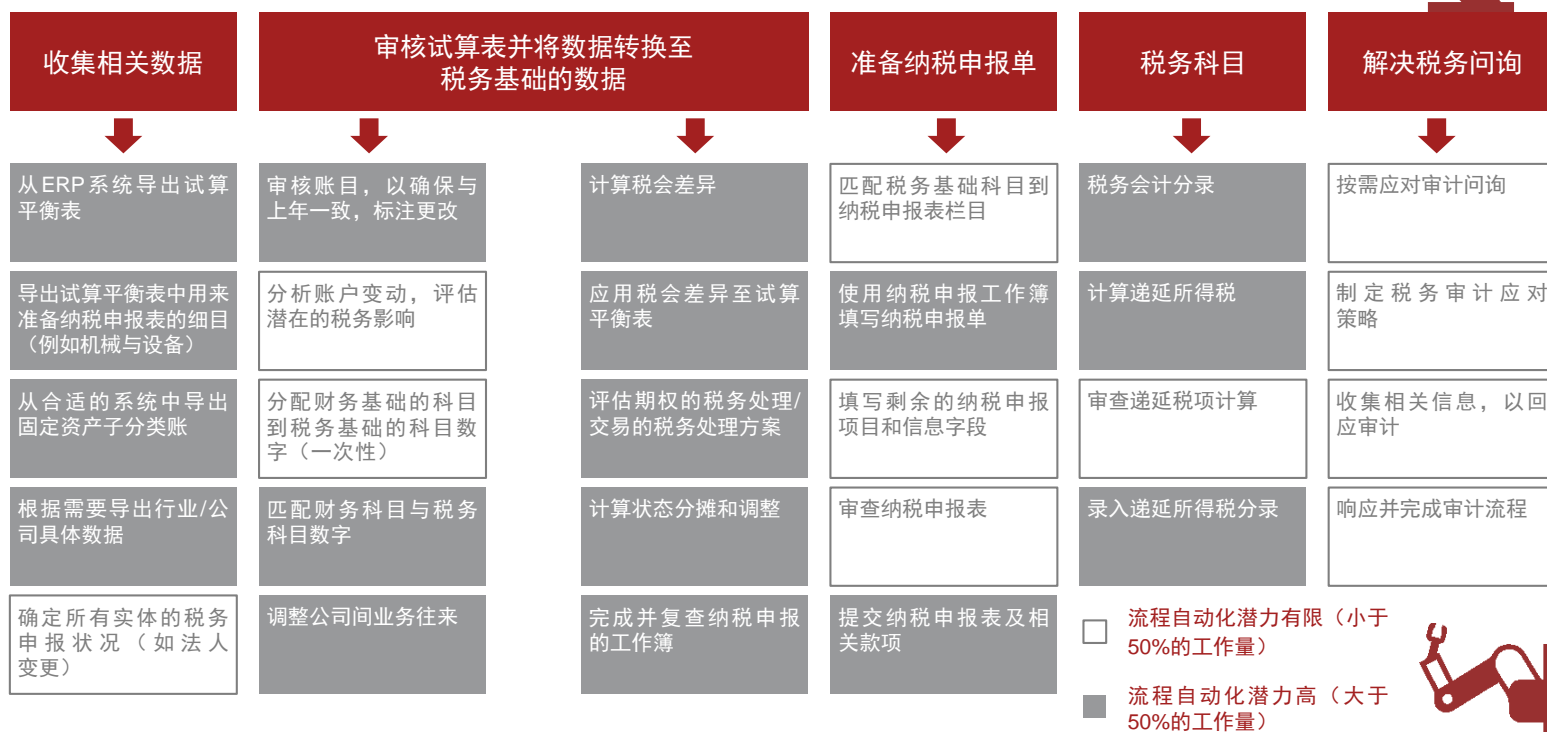 收集相关数据
审核试算表并将数据转换至
税务基础的数据
准备纳税申报单
税务科目
解决税务问询
从ERP系统导出试算
平衡表
导出试算平衡表中用来
准备纳税申报表的细目
（例如机械与设备）
从合适的系统中导出
固定资产子分类账
根据需要导出行业/公
司具体数据
确定所有实体的税务
申报状况（如法人
变更）
审核账目，以确保与
上年一致，标注更改
分析账户变动，评估
潜在的税务影响
分配财务基础的科目
到税务基础的科目数
字（一次性）
匹配财务科目与税务
科目数字
调整公司间业务往来
计算税会差异
应用税会差异至试算
平衡表
评估期权的税务处理/
交易的税务处理方案
计算状态分摊和调整
完成并复查纳税申报
的工作簿
匹配税务基础科目到
纳税申报表栏目
使用纳税申报工作簿
填写纳税申报单
填写剩余的纳税申报
项目和信息字段
审查纳税申报表
提交纳税申报表及相
关款项
税务会计分录
计算递延所得税
审查递延税项计算
录入递延所得税分录
按需应对审计问询
制定税务审计应对
策略
收集相关信息，以回
应审计
响应并完成审计流程
流程自动化潜力有限（小于
50%的工作量）
流程自动化潜力高（大于
50%的工作量）